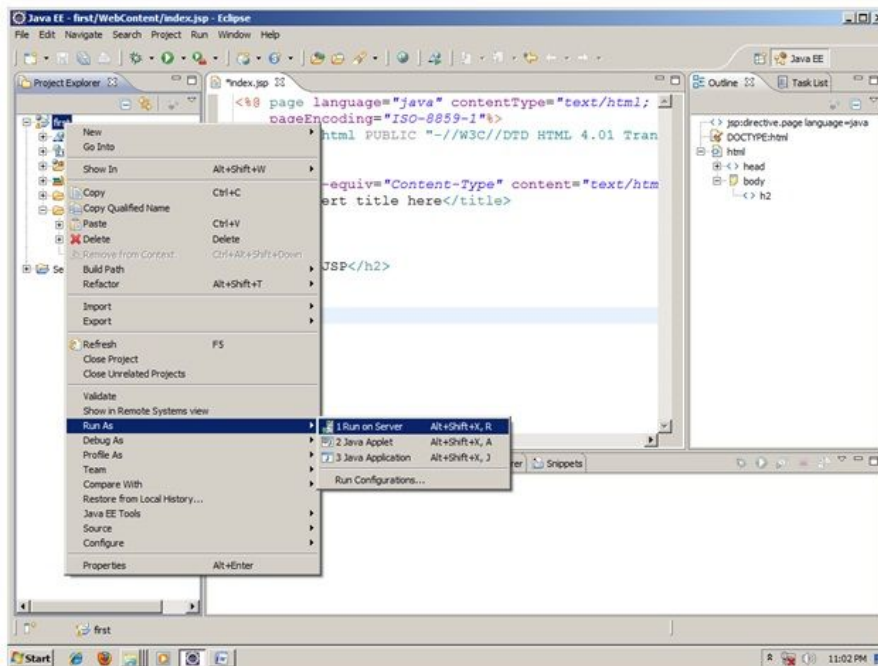 Java EE - first/WebContent/index.jsp - Eclipse
File Edit Navigate Search Project Run Window Help
Java EE
Project Explorer
*index.jsp
Outline
Task List
first
<%@ page language="java" contentType="text/html;
pageEncoding="ISO-8859-1"%>
html PUBLIC "-//W3C//DTD HTML 4.01 Tran
-equiv="Content-Type" content="text/htm
ert title here</title>
JSP</h2>
jsp:directive.page language=java
DOCTYPE:html
html
head
body
h2
Se
New
Go Into
Show In Alt+Shift+W
Copy Ctrl+C
Copy Qualified Name
Paste Ctrl+V
Delete Delete
Remove from Context Ctrl+Alt+Shift+Down
Build Path
Refactor Alt+Shift+T
Import
Export
Refresh F5
Close Project
Close Unrelated Projects
Validate
Show in Remote Systems view
Run As
Debug As
Profile As
Team
Compare With
Restore from Local History...
Java EE Tools
Source
Configure
Properties Alt+Enter
1 Run on Server Alt+Shift+X, R
2 Java Applet Alt+Shift+X, A
3 Java Application Alt+Shift+X, J
Run Configurations...
er
Snippets
first
Start
11:02 PM